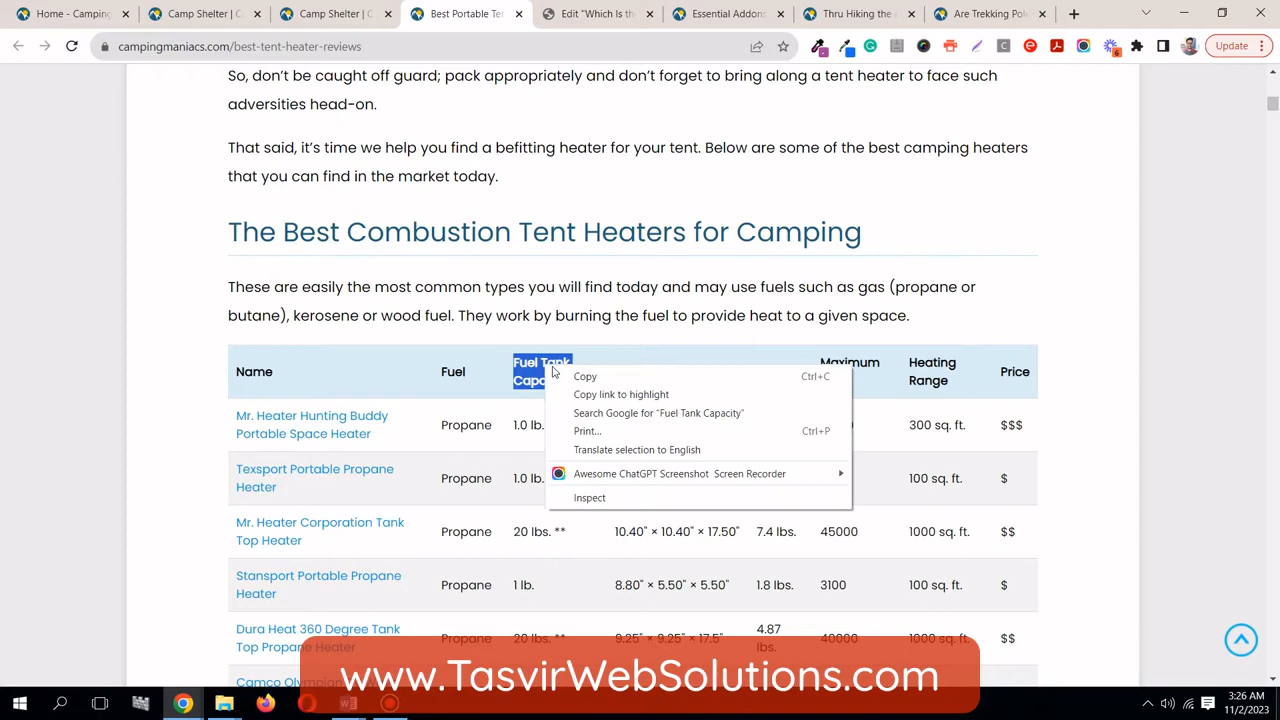 Home - Camping
Camp Shelter | C
Camp Shelter | C
Best Portable Te
Edit "Which Is the
Essential Addons
Thru Hiking the
Are Trekking Pol
campingmaniacs.com/best-tent-heater-reviews
Update
So, don't be caught off guard; pack appropriately and don't forget to bring along a tent heater to face such
adversities head-on.
That said, it's time we help you find a befitting heater for your tent. Below are some of the best camping heaters
that you can find in the market today.
The Best Combustion Tent Heaters for Camping
These are easily the most common types you will find today and may use fuels such as gas (propane or
butane), kerosene or wood fuel. They work by burning the fuel to provide heat to a given space.
Name Fuel Fuel Tank Maximum Heating Range Price
Copy Ctrl+C
Copy link to highlight
Search Google for "Fuel Tank Capacity"
Print... Ctrl+P
Translate selection to English
Awesome ChatGPT Screenshot Screen Recorder
Inspect
Mr. Heater Hunting Buddy
Portable Space Heater
Propane 1.0 lb. 300 sq. ft. $$$
Texsport Portable Propane
Heater
Propane 1.0 lb. 100 sq. ft. $
Mr. Heater Corporation Tank
Top Heater
Propane 20 lbs. ** 10.40" × 10.40" × 17.50" 7.4 lbs. 45000 1000 sq. ft. $$
Stansport Portable Propane
Heater
Propane 1 lb. 8.80" × 5.50" × 5.50" 1.8 lbs. 3100 100 sq. ft. $
Dura Heat 360 Degree Tank
Top Propane Heater
Propane 20 lbs. ** 9.25" × 9.25" × 17.5" 4.87 lbs. 40000 1000 sq. ft. $$
Camco Olympian
www.TasvirWebSolutions.com
3:26 AM
11/2/2023